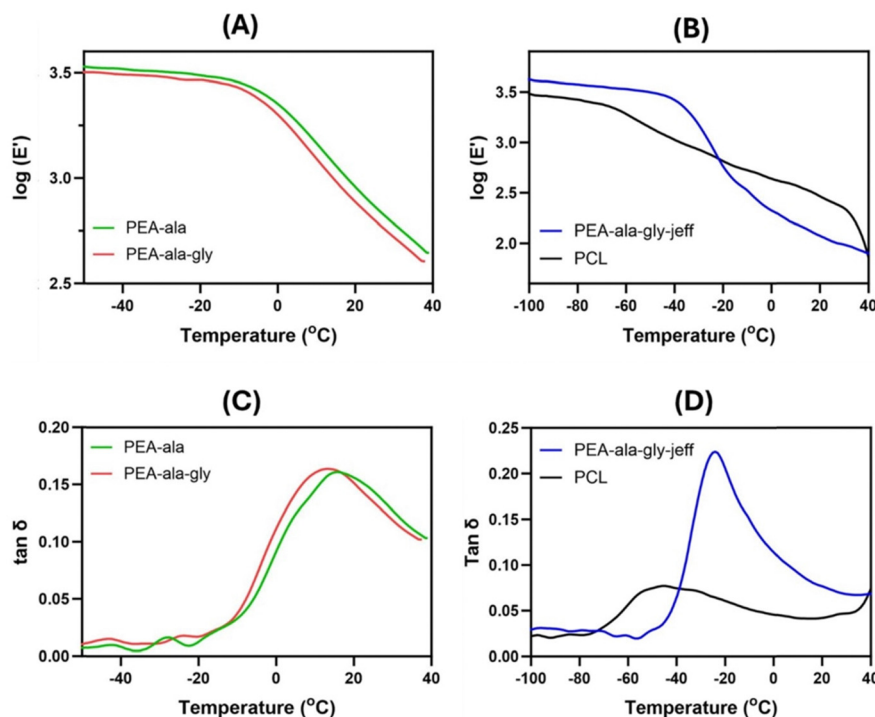 (A)
log (E')
3.5
3.0
2.5
PEA-ala
PEA-ala-gly
-40 -20 0 20 40
Temperature (°C)
(B)
log (E')
3.5
3.0
2.5
2.0
PEA-ala-gly-jeff
PCL
-100 -80 -60 -40 -20 0 20 40
Temperature (°C)
(C)
tan δ
0.20
0.15
0.10
0.05
0.00
PEA-ala
PEA-ala-gly
-40 -20 0 20 40
Temperature (°C)
(D)
Tan δ
0.25
0.20
0.15
0.10
0.05
0.00
PEA-ala-gly-jeff
PCL
-100 -80 -60 -40 -20 0 20 40
Temperature (°C)